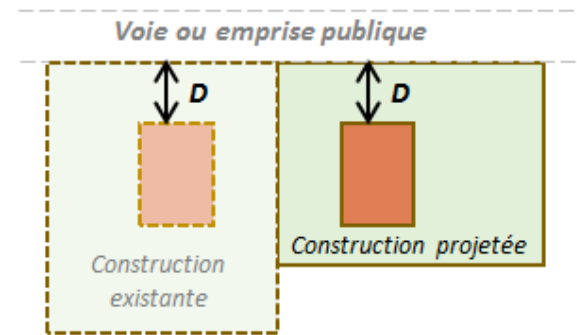 Voie ou emprise publique
D
D
Construction projetée
Construction
existante